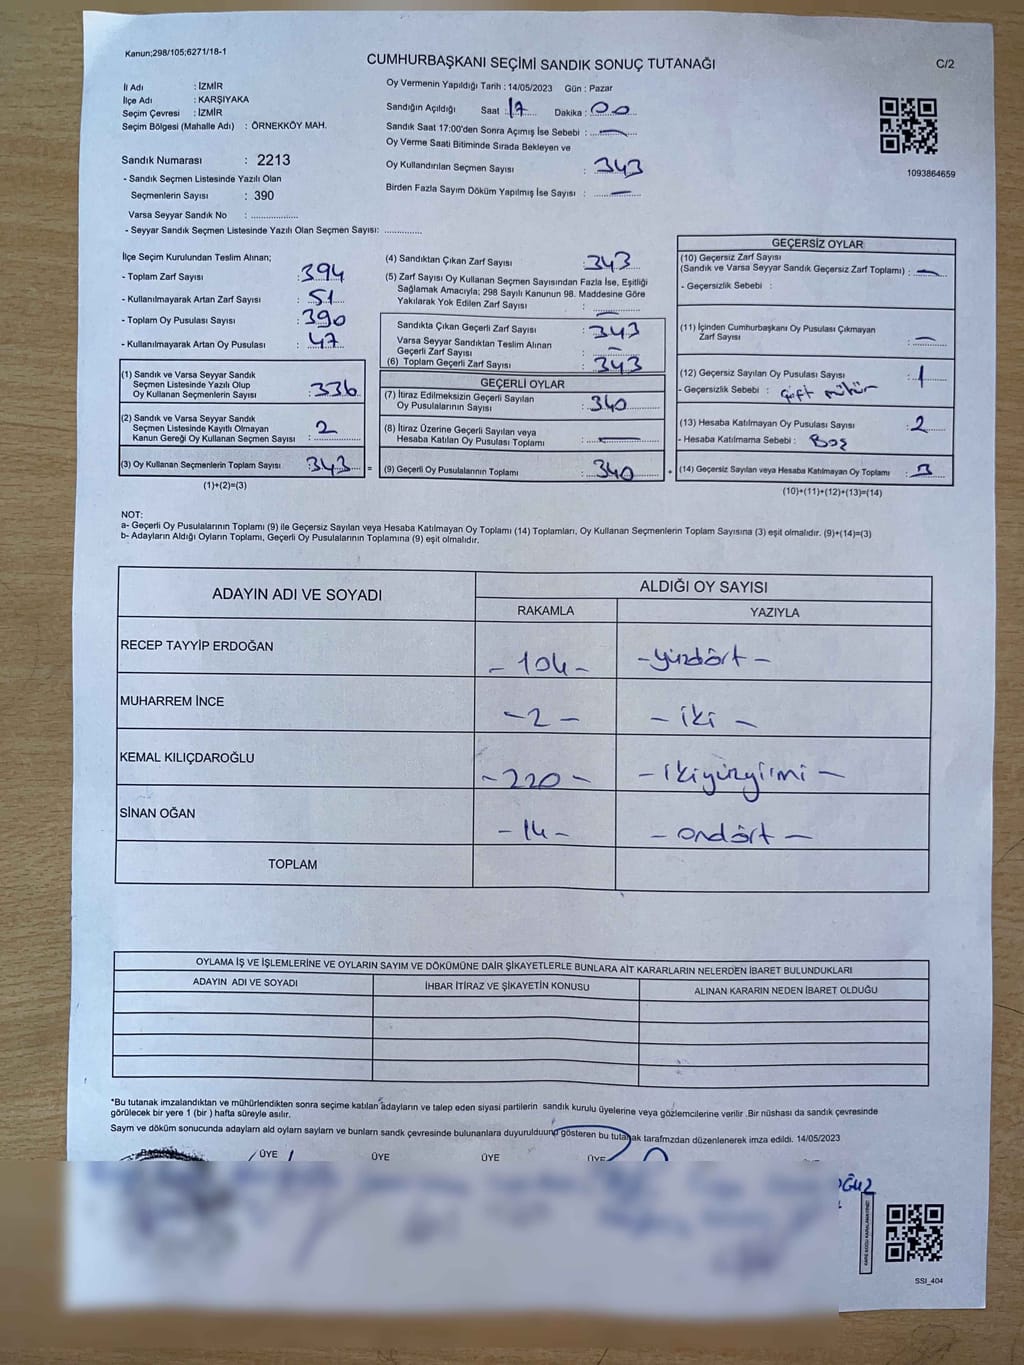 Kanun;298/105;6271/18-1
CUMHURBAŞKANI SEÇİMİ SANDIK SONUÇ TUTANAĞI
C/2
İl Adı : İZMİR
İlçe Adı : KARŞIYAKA
Seçim Çevresi : İZMİR
Seçim Bölgesi (Mahalle Adı) : ÖRNEKKÖY MAH.
Oy Vermenin Yapıldığı Tarih : 14/05/2023 Gün : Pazar
Sandığın Açıldığı Saat 17 Dakika : 00
Sandık Saat 17:00'den Sonra Açımış İse Sebebi : —
Oy Verme Saati Bitiminde Sırada Bekleyen ve
Oy Kullandırılan Seçmen Sayısı : 343
Birden Fazla Sayım Döküm Yapılmış İse Sayısı : —
1093864659
Sandık Numarası : 2213
- Sandık Seçmen Listesinde Yazılı Olan
Seçmenlerin Sayısı : 390
Varsa Seyyar Sandık No : ...................
- Seyyar Sandık Seçmen Listesinde Yazılı Olan Seçmen Sayısı: ...............
İlçe Seçim Kurulundan Teslim Alınan;
- Toplam Zarf Sayısı : 394
- Kullanılmayarak Artan Zarf Sayısı : 51
- Toplam Oy Pusulası Sayısı : 390
- Kullanılmayarak Artan Oy Pusulası : 47
(1) Sandık ve Varsa Seyyar Sandık
Seçmen Listesinde Yazılı Olup
Oy Kullanan Seçmenlerin Sayısı : 336
(2) Sandık ve Varsa Seyyar Sandık
Seçmen Listesinde Kayıtlı Olmayan
Kanun Gereği Oy Kullanan Seçmen Sayısı : 2
(3) Oy Kullanan Seçmenlerin Toplam Sayısı : 343 =
(1)+(2)=(3)
(4) Sandıktan Çıkan Zarf Sayısı : 343
(5) Zarf Sayısı Oy Kullanan Seçmen Sayısından Fazla İse, Eşitliği
Sağlamak Amacıyla; 298 Sayılı Kanunun 98. Maddesine Göre
Yakılarak Yok Edilen Zarf Sayısı : —
Sandıkta Çıkan Geçerli Zarf Sayısı : 343
Varsa Seyyar Sandıktan Teslim Alınan
Geçerli Zarf Sayısı : —
(6) Toplam Geçerli Zarf Sayısı : 343
GEÇERLİ OYLAR
(7) İtiraz Edilmeksizin Geçerli Sayılan
Oy Pusulalarının Sayısı : 340
(8) İtiraz Üzerine Geçerli Sayılan veya
Hesaba Katılan Oy Pusulası Toplamı : —
(9) Geçerli Oy Pusulalarının Toplamı : 340 +
GEÇERSİZ OYLAR
(10) Geçersiz Zarf Sayısı
(Sandık ve Varsa Seyyar Sandık Geçersiz Zarf Toplamı) : —
- Geçersizlik Sebebi :
(11) İçinden Cumhurbaşkanı Oy Pusulası Çıkmayan
Zarf Sayısı : —
(12) Geçersiz Sayılan Oy Pusulası Sayısı : 1
- Geçersizlik Sebebi : çift mühür
(13) Hesaba Katılmayan Oy Pusulası Sayısı : 2
- Hesaba Katılmama Sebebi : Boş
(14) Geçersiz Sayılan veya Hesaba Katılmayan Oy Toplamı : 3
(10)+(11)+(12)+(13)=(14)
NOT:
a- Geçerli Oy Pusulalarının Toplamı (9) ile Geçersiz Sayılan veya Hesaba Katılmayan Oy Toplamı (14) Toplamları, Oy Kullanan Seçmenlerin Toplam Sayısına (3) eşit olmalıdır. (9)+(14)=(3)
b- Adayların Aldığı Oyların Toplamı, Geçerli Oy Pusulalarının Toplamına (9) eşit olmalıdır.
ADAYIN ADI VE SOYADI ALDIĞI OY SAYISI
RAKAMLA YAZIYLA
RECEP TAYYİP ERDOĞAN - 104 - - yüzdört -
MUHARREM İNCE - 2 - - iki -
KEMAL KILIÇDAROĞLU - 220 - - ikiyüzyirmi -
SİNAN OĞAN - 14 - - ondört -
TOPLAM
OYLAMA İŞ VE İŞLEMLERİNE VE OYLARIN SAYIM VE DÖKÜMÜNE DAİR ŞİKAYETLERLE BUNLARA AİT KARARLARIN NELERDEN İBARET BULUNDUKLARI
ADAYIN ADI VE SOYADI İHBAR İTİRAZ VE ŞİKAYETİN KONUSU ALINAN KARARIN NEDEN İBARET OLDUĞU
*Bu tutanak imzalandıktan ve mühürlendikten sonra seçime katılan adayların ve talep eden siyasi partilerin sandık kurulu üyelerine veya gözlemcilerine verilir .Bir nüshası da sandık çevresinde
görülecek bir yere 1 (bir ) hafta süreyle asılır.
Sayım ve döküm sonucunda adayların ald oyların sayların ve bunların sandk çevresinde bulunanlara duyurulduunu gösteren bu tutanak tarafmzdan düzenlenerek imza edildi. 14/05/2023
BAŞKAN ÜYE ÜYE ÜYE ÜYE
SSI_404